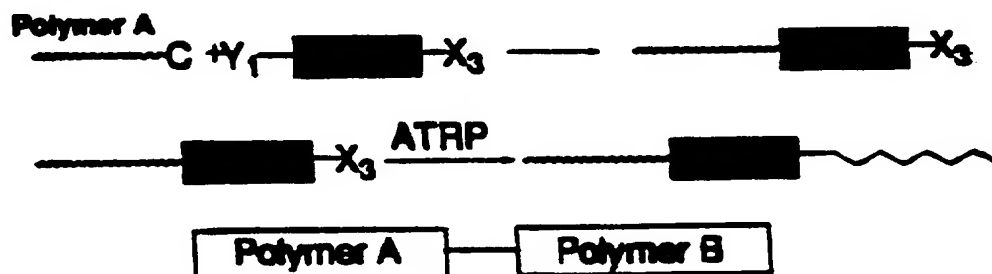 Polymer A
C +Y₁ X₃ X₃
X₃ ATRP
Polymer A Polymer B